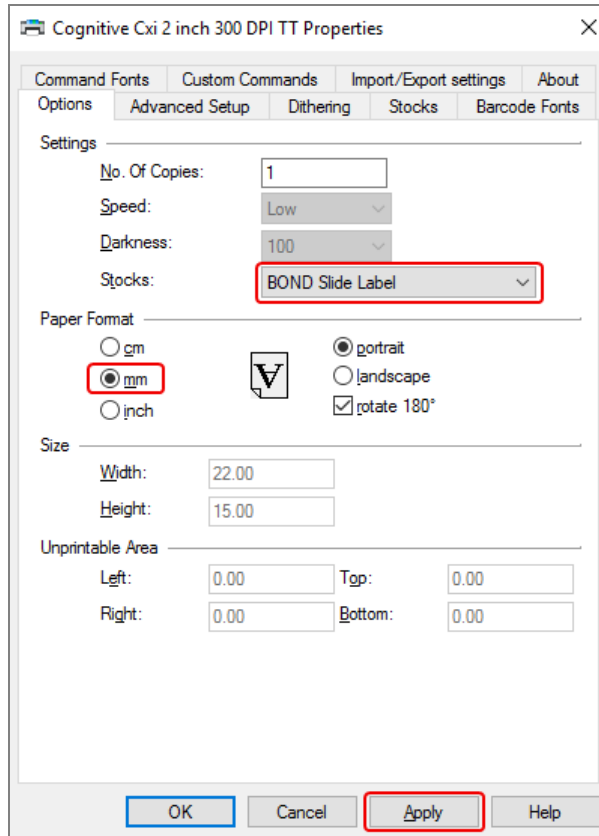 Cognitive Cxi 2 inch 300 DPI TT Properties
Command Fonts Custom Commands Import/Export settings About
Options Advanced Setup Dithering Stocks Barcode Fonts
Settings
No. Of Copies: 1
Speed: Low
Darkness: 100
Stocks: BOND Slide Label
Paper Format
cm portrait
mm A landscape
inch rotate 180°
Size
Width: 22.00
Height: 15.00
Unprintable Area
Left: 0.00 Top: 0.00
Right: 0.00 Bottom: 0.00
OK Cancel Apply Help